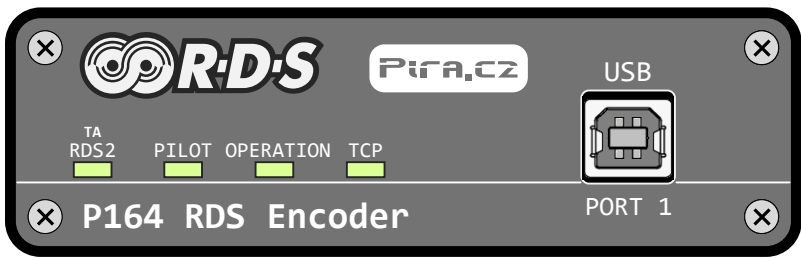 R·D·S
Pira.cz
USB
TA
RDS2 PILOT OPERATION TCP
P164 RDS Encoder
PORT 1